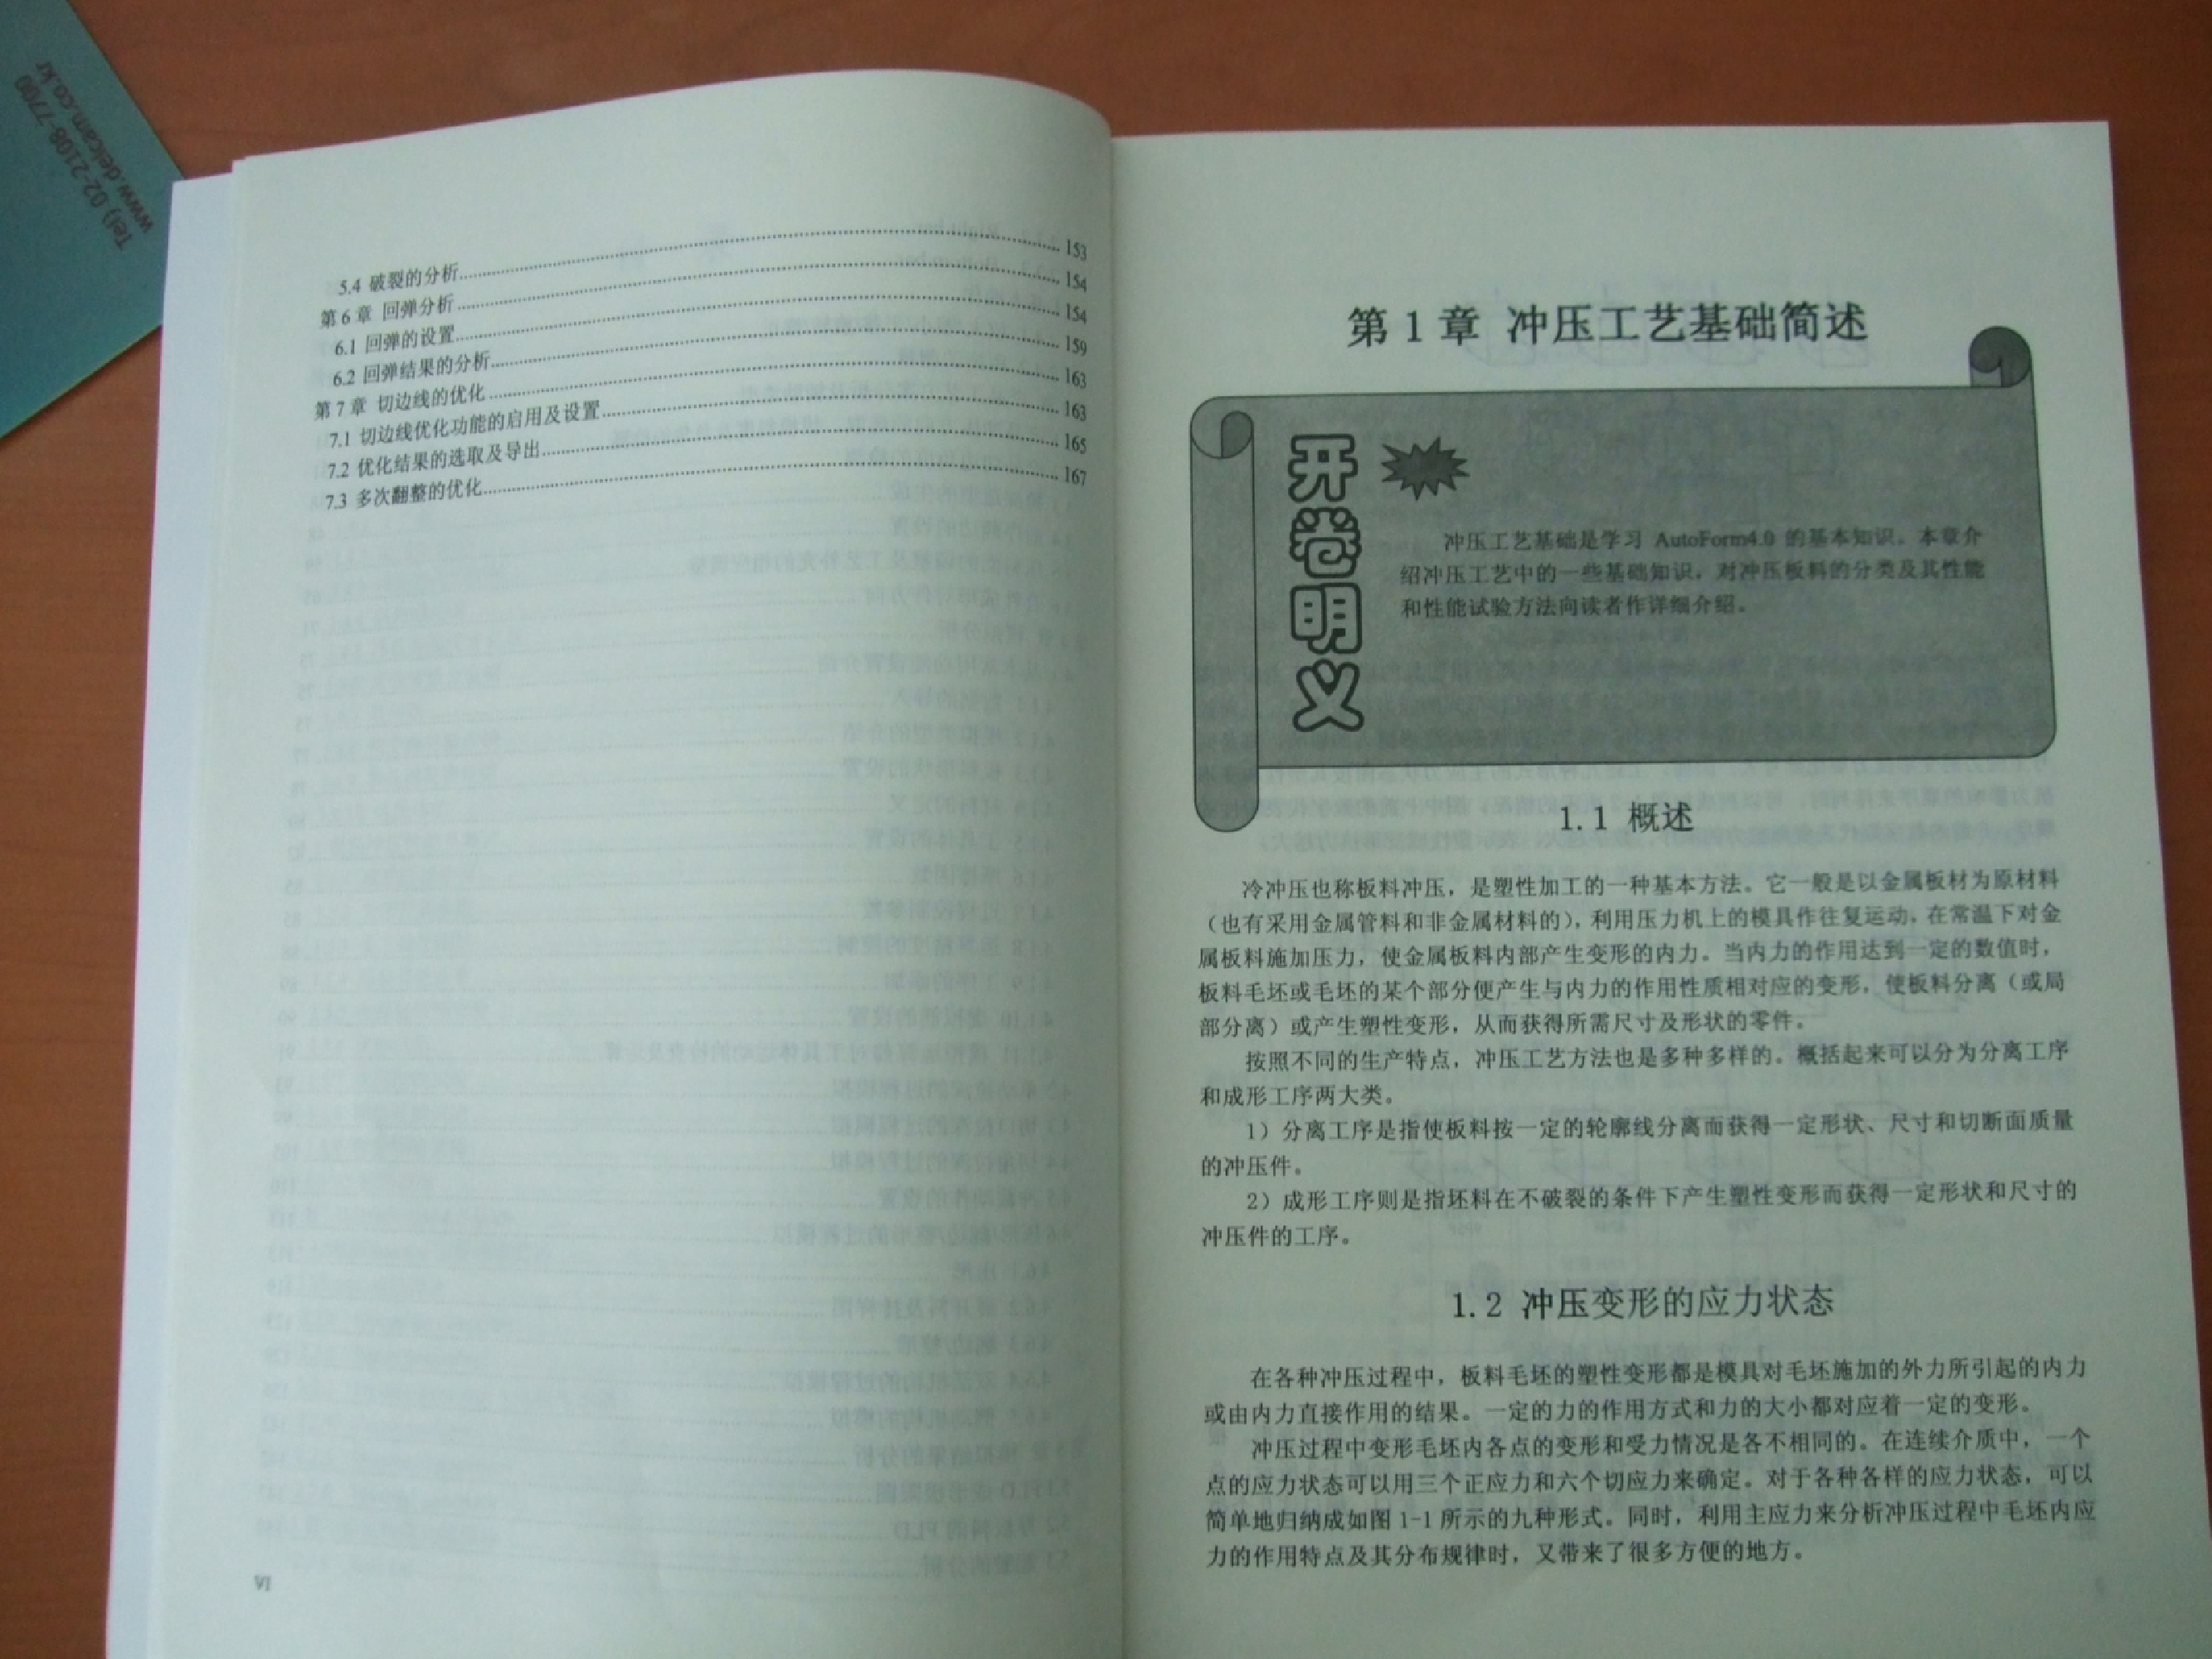 Tel) 02-2108-7700
www.delcam.co.kr
5.4 破裂的分析 153
第6章 回弹分析 154
6.1 回弹的设置 154
6.2 回弹结果的分析 159
第7章 切边线的优化 163
7.1 切边线优化功能的启用及设置 163
7.2 优化结果的选取及导出 165
7.3 多次翻整的优化 167
VI
第 1 章 冲压工艺基础简述
开卷明义
冲压工艺基础是学习 AutoForm4.0 的基本知识。本章介
绍冲压工艺中的一些基础知识，对冲压板料的分类及其性能
和性能试验方法向读者作详细介绍。
1.1 概述
冷冲压也称板料冲压，是塑性加工的一种基本方法。它一般是以金属板材为原材料
（也有采用金属管料和非金属材料的），利用压力机上的模具作往复运动，在常温下对金
属板料施加压力，使金属板料内部产生变形的内力。当内力的作用达到一定的数值时，
板料毛坯或毛坯的某个部分便产生与内力的作用性质相对应的变形，使板料分离（或局
部分离）或产生塑性变形，从而获得所需尺寸及形状的零件。
按照不同的生产特点，冲压工艺方法也是多种多样的。概括起来可以分为分离工序
和成形工序两大类。
1）分离工序是指使板料按一定的轮廓线分离而获得一定形状、尺寸和切断面质量
的冲压件。
2）成形工序则是指坯料在不破裂的条件下产生塑性变形而获得一定形状和尺寸的
冲压件的工序。
1.2 冲压变形的应力状态
在各种冲压过程中，板料毛坯的塑性变形都是模具对毛坯施加的外力所引起的内力
或由内力直接作用的结果。一定的力的作用方式和力的大小都对应着一定的变形。
冲压过程中变形毛坯内各点的变形和受力情况是各不相同的。在连续介质中，一个
点的应力状态可以用三个正应力和六个切应力来确定。对于各种各样的应力状态，可以
简单地归纳成如图 1-1 所示的九种形式。同时，利用主应力来分析冲压过程中毛坯内应
力的作用特点及其分布规律时，又带来了很多方便的地方。